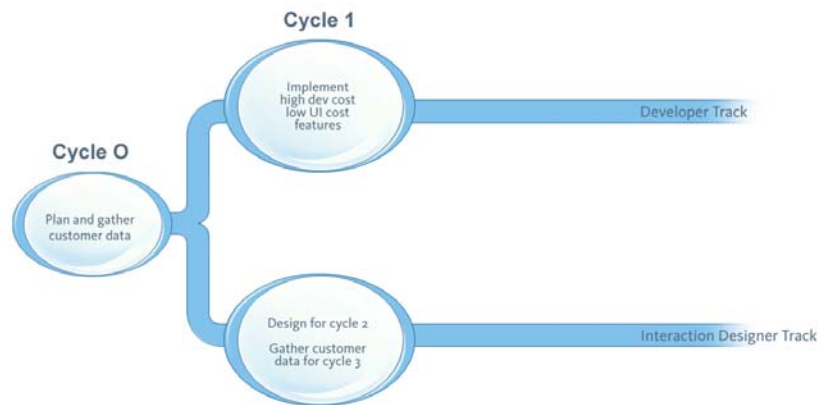 Cycle 1
Implement
high dev cost
low UI cost
features
Developer Track
Cycle O
Plan and gather
customer data
Design for cycle 2
Gather customer
data for cycle 3
Interaction Designer Track